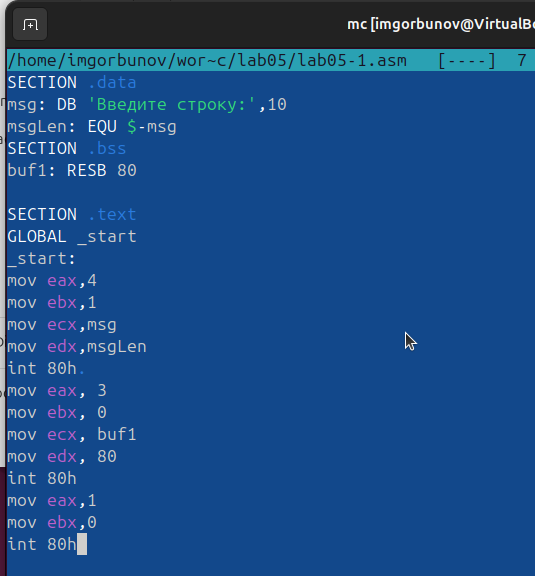 mc [imgorbunov@VirtualBo
/home/imgorbunov/wor~c/lab05/lab05-1.asm   [----]  7
SECTION .data
msg: DB 'Введите строку:',10
msgLen: EQU $-msg
SECTION .bss
buf1: RESB 80

SECTION .text
GLOBAL _start
_start:
mov eax,4
mov ebx,1
mov ecx,msg
mov edx,msgLen
int 80h.
mov eax, 3
mov ebx, 0
mov ecx, buf1
mov edx, 80
int 80h
mov eax,1
mov ebx,0
int 80h